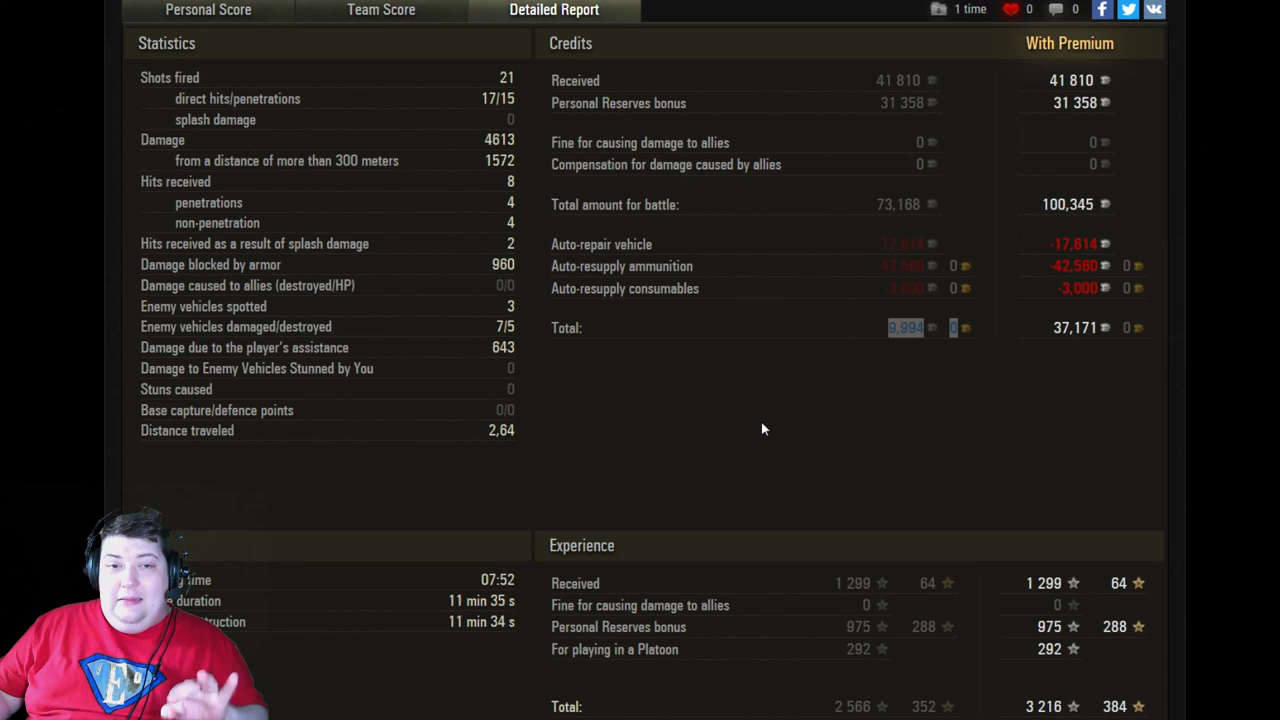 Personal Score Team Score Detailed Report 1 time 0 0
Statistics
Shots fired 21
direct hits/penetrations 17/15
splash damage 0
Damage 4613
from a distance of more than 300 meters 1572
Hits received 8
penetrations 4
non-penetration 4
Hits received as a result of splash damage 2
Damage blocked by armor 960
Damage caused to allies (destroyed/HP) 0/0
Enemy vehicles spotted 3
Enemy vehicles damaged/destroyed 7/5
Damage due to the player's assistance 643
Damage to Enemy Vehicles Stunned by You 0
Stuns caused 0
Base capture/defence points 0/0
Distance traveled 2,64
Credits With Premium
Received 41 810 41 810
Personal Reserves bonus 31 358 31 358
Fine for causing damage to allies 0 0
Compensation for damage caused by allies 0 0
Total amount for battle: 73,168 100,345
Auto-repair vehicle -17,614 -17,614
Auto-resupply ammunition -42,560 0 -42,560 0
Auto-resupply consumables -3,000 0 -3,000 0
Total: 9,994 0 37,171 0
time 07:52
duration 11 min 35 s
11 min 34 s
Experience
Received 1 299 64 1 299 64
Fine for causing damage to allies 0 0
Personal Reserves bonus 975 288 975 288
For playing in a Platoon 292 292
Total: 2 566 352 3 216 384